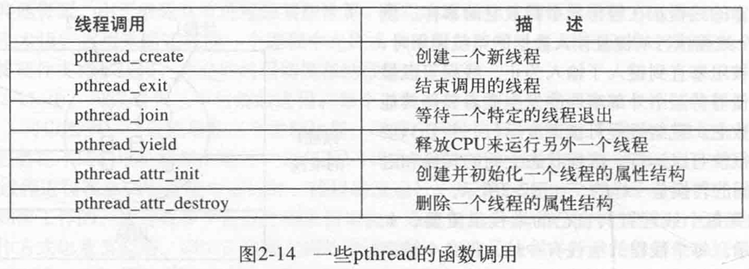 线程调用 描 述
pthread_create 创建一个新线程
pthread_exit 结束调用的线程
pthread_join 等待一个特定的线程退出
pthread_yield 释放CPU来运行另外一个线程
pthread_attr_init 创建并初始化一个线程的属性结构
pthread_attr_destroy 删除一个线程的属性结构
图2-14 一些pthread的函数调用